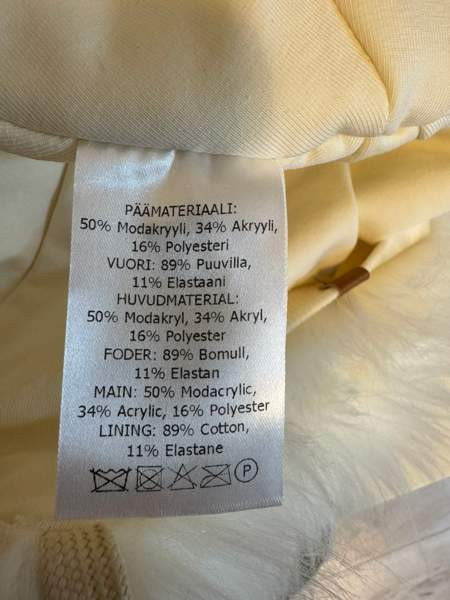 PÄÄMATERIAALI:
50% Modakryyli, 34% Akryyli,
16% Polyesteri
VUORI: 89% Puuvilla,
11% Elastaani
HUVUDMATERIAL:
50% Modakryl, 34% Akryl,
16% Polyester
FODER: 89% Bomull,
11% Elastan
MAIN: 50% Modacrylic,
34% Acrylic, 16% Polyester
LINING: 89% Cotton,
11% Elastane
P